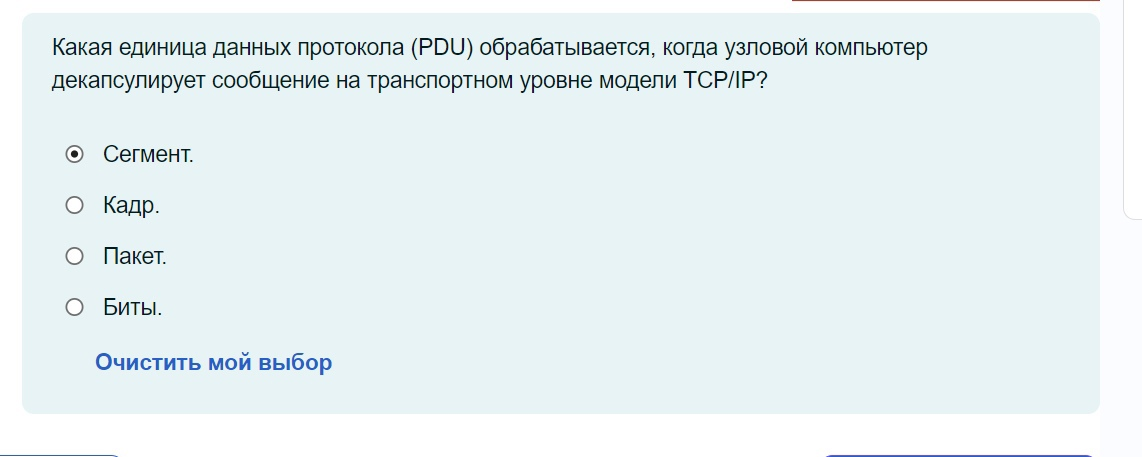 Какая единица данных протокола (PDU) обрабатывается, когда узловой компьютер
декапсулирует сообщение на транспортном уровне модели TCP/IP?
Сегмент.
Кадр.
Пакет.
Биты.
Очистить мой выбор